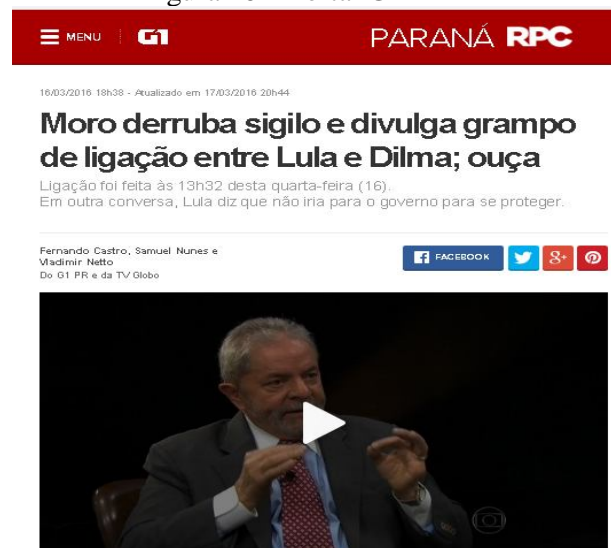 MENU G1 PARANÁ RPC
16/03/2016 18h38 - Atualizado em 17/03/2016 20h44
Moro derruba sigilo e divulga grampo
de ligação entre Lula e Dilma; ouça
Ligação foi feita às 13h32 desta quarta-feira (16).
Em outra conversa, Lula diz que não iria para o governo para se proteger.
Fernando Castro, Samuel Nunes e
Vladimir Netto
Do G1 PR e da TV Globo
FACEBOOK